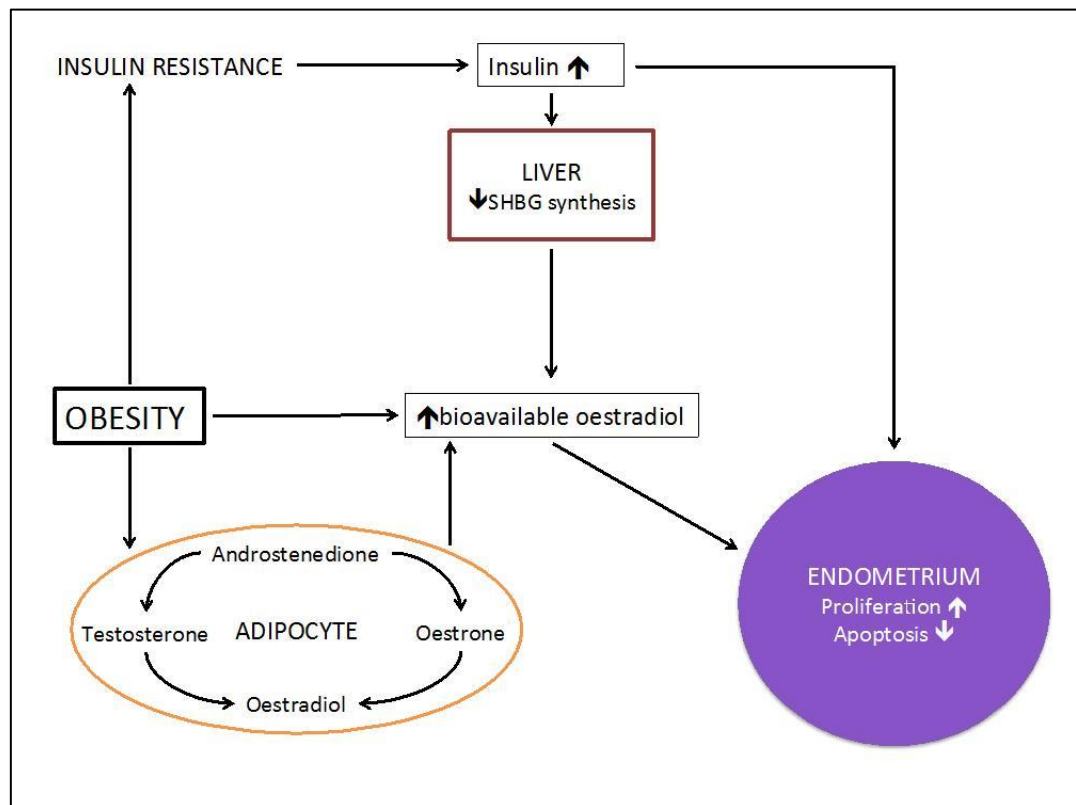 INSULIN RESISTANCE
Insulin ↑
LIVER
↓SHBG synthesis
OBESITY
↑bioavailable oestradiol
Androstenedione
Testosterone
ADIPOCYTE
Oestrone
Oestradiol
ENDOMETRIUM
Proliferation ↑
Apoptosis ↓